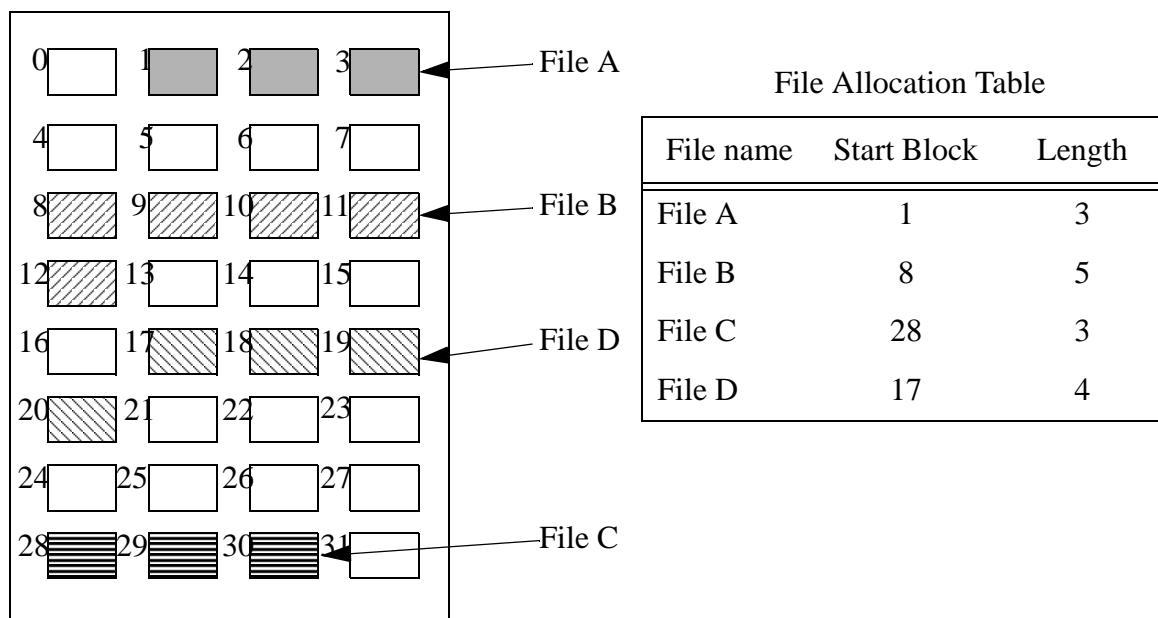 0 1 2 3 File A
4 5 6 7
8 9 10 11 File B
12 13 14 15
16 17 18 19 File D
20 21 22 23
24 25 26 27
28 29 30 31 File C
File Allocation Table
File name Start Block Length
File A 1 3
File B 8 5
File C 28 3
File D 17 4